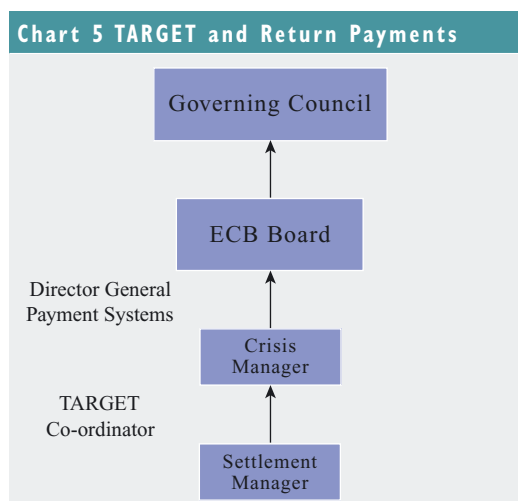 Chart 5 TARGET and Return Payments
Governing Council
ECB Board
Director General
Payment Systems
Crisis
Manager
TARGET
Co-ordinator
Settlement
Manager